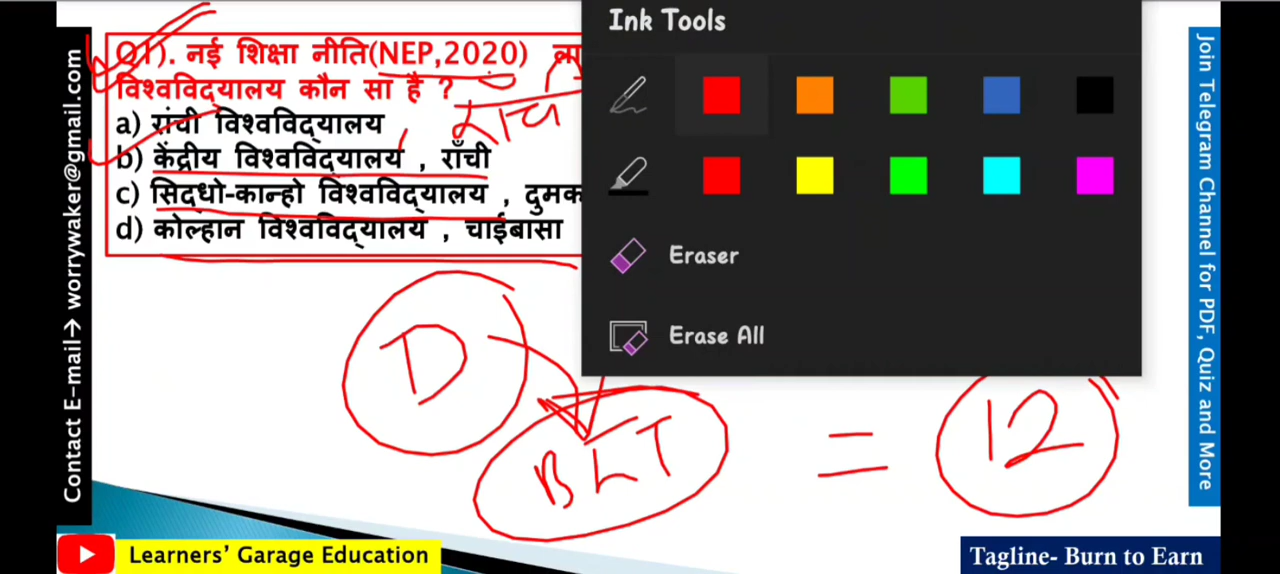 Q1). नई शिक्षा नीति(NEP,2020)
विश्वविद्यालय कौन सा है ?
a) रांची विश्वविद्यालय
b) केंद्रीय विश्वविद्यालय , राँची
c) सिद्धो-कान्हो विश्वविद्यालय , दुमक
d) कोल्हान विश्वविद्यालय , चाईबासा
राज्य
Ink Tools
Eraser
Erase All
D
BLT = 12
Contact E-mail→ worrywaker@gmail.com
Join Telegram Channel for PDF, Quiz and More
Learners’ Garage Education
Tagline- Burn to Earn